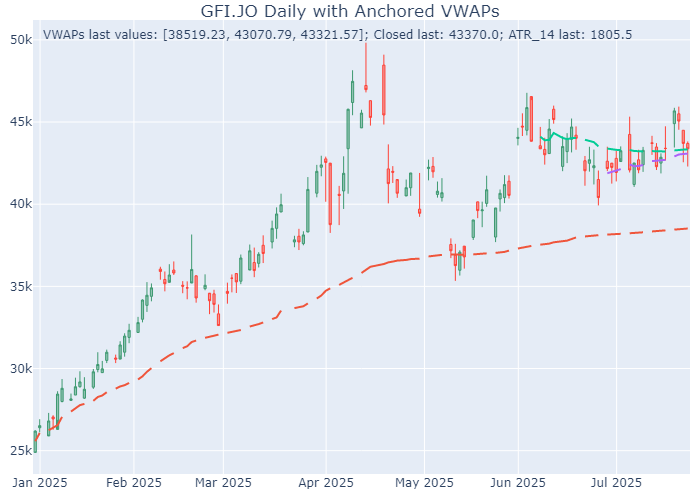 GFI.JO Daily with Anchored VWAPs
VWAPs last values: [38519.23, 43070.79, 43321.57]; Closed last: 43370.0; ATR_14 last: 1805.5
50k
45k
40k
35k
30k
25k
Jan 2025 Feb 2025 Mar 2025 Apr 2025 May 2025 Jun 2025 Jul 2025